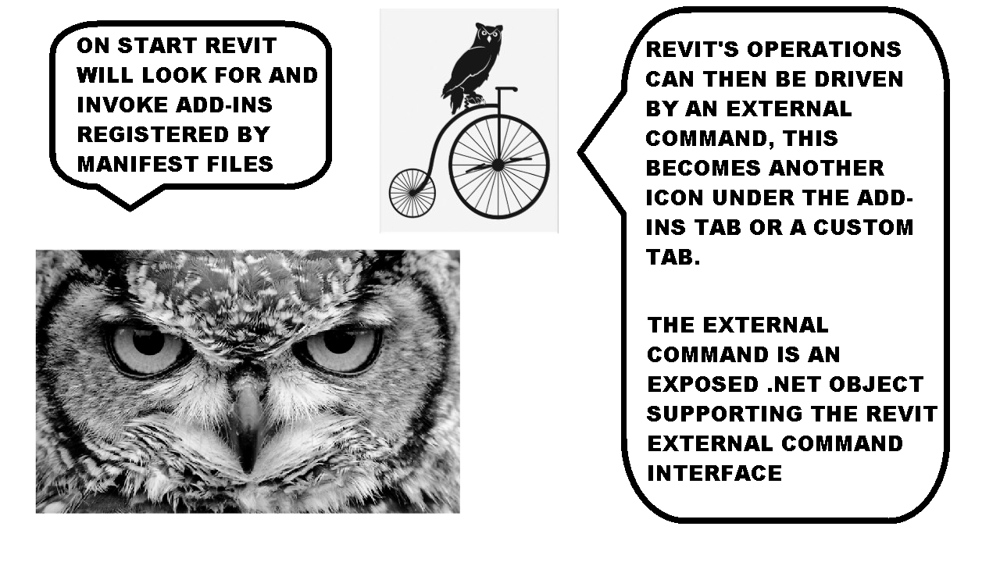 ON START REVIT
WILL LOOK FOR AND
INVOKE ADD-INS
REGISTERED BY
MANIFEST FILES
REVIT'S OPERATIONS
CAN THEN BE DRIVEN
BY AN EXTERNAL
COMMAND, THIS
BECOMES ANOTHER
ICON UNDER THE ADD-
INS TAB OR A CUSTOM
TAB.
THE EXTERNAL
COMMAND IS AN
EXPOSED .NET OBJECT
SUPPORTING THE REVIT
EXTERNAL COMMAND
INTERFACE